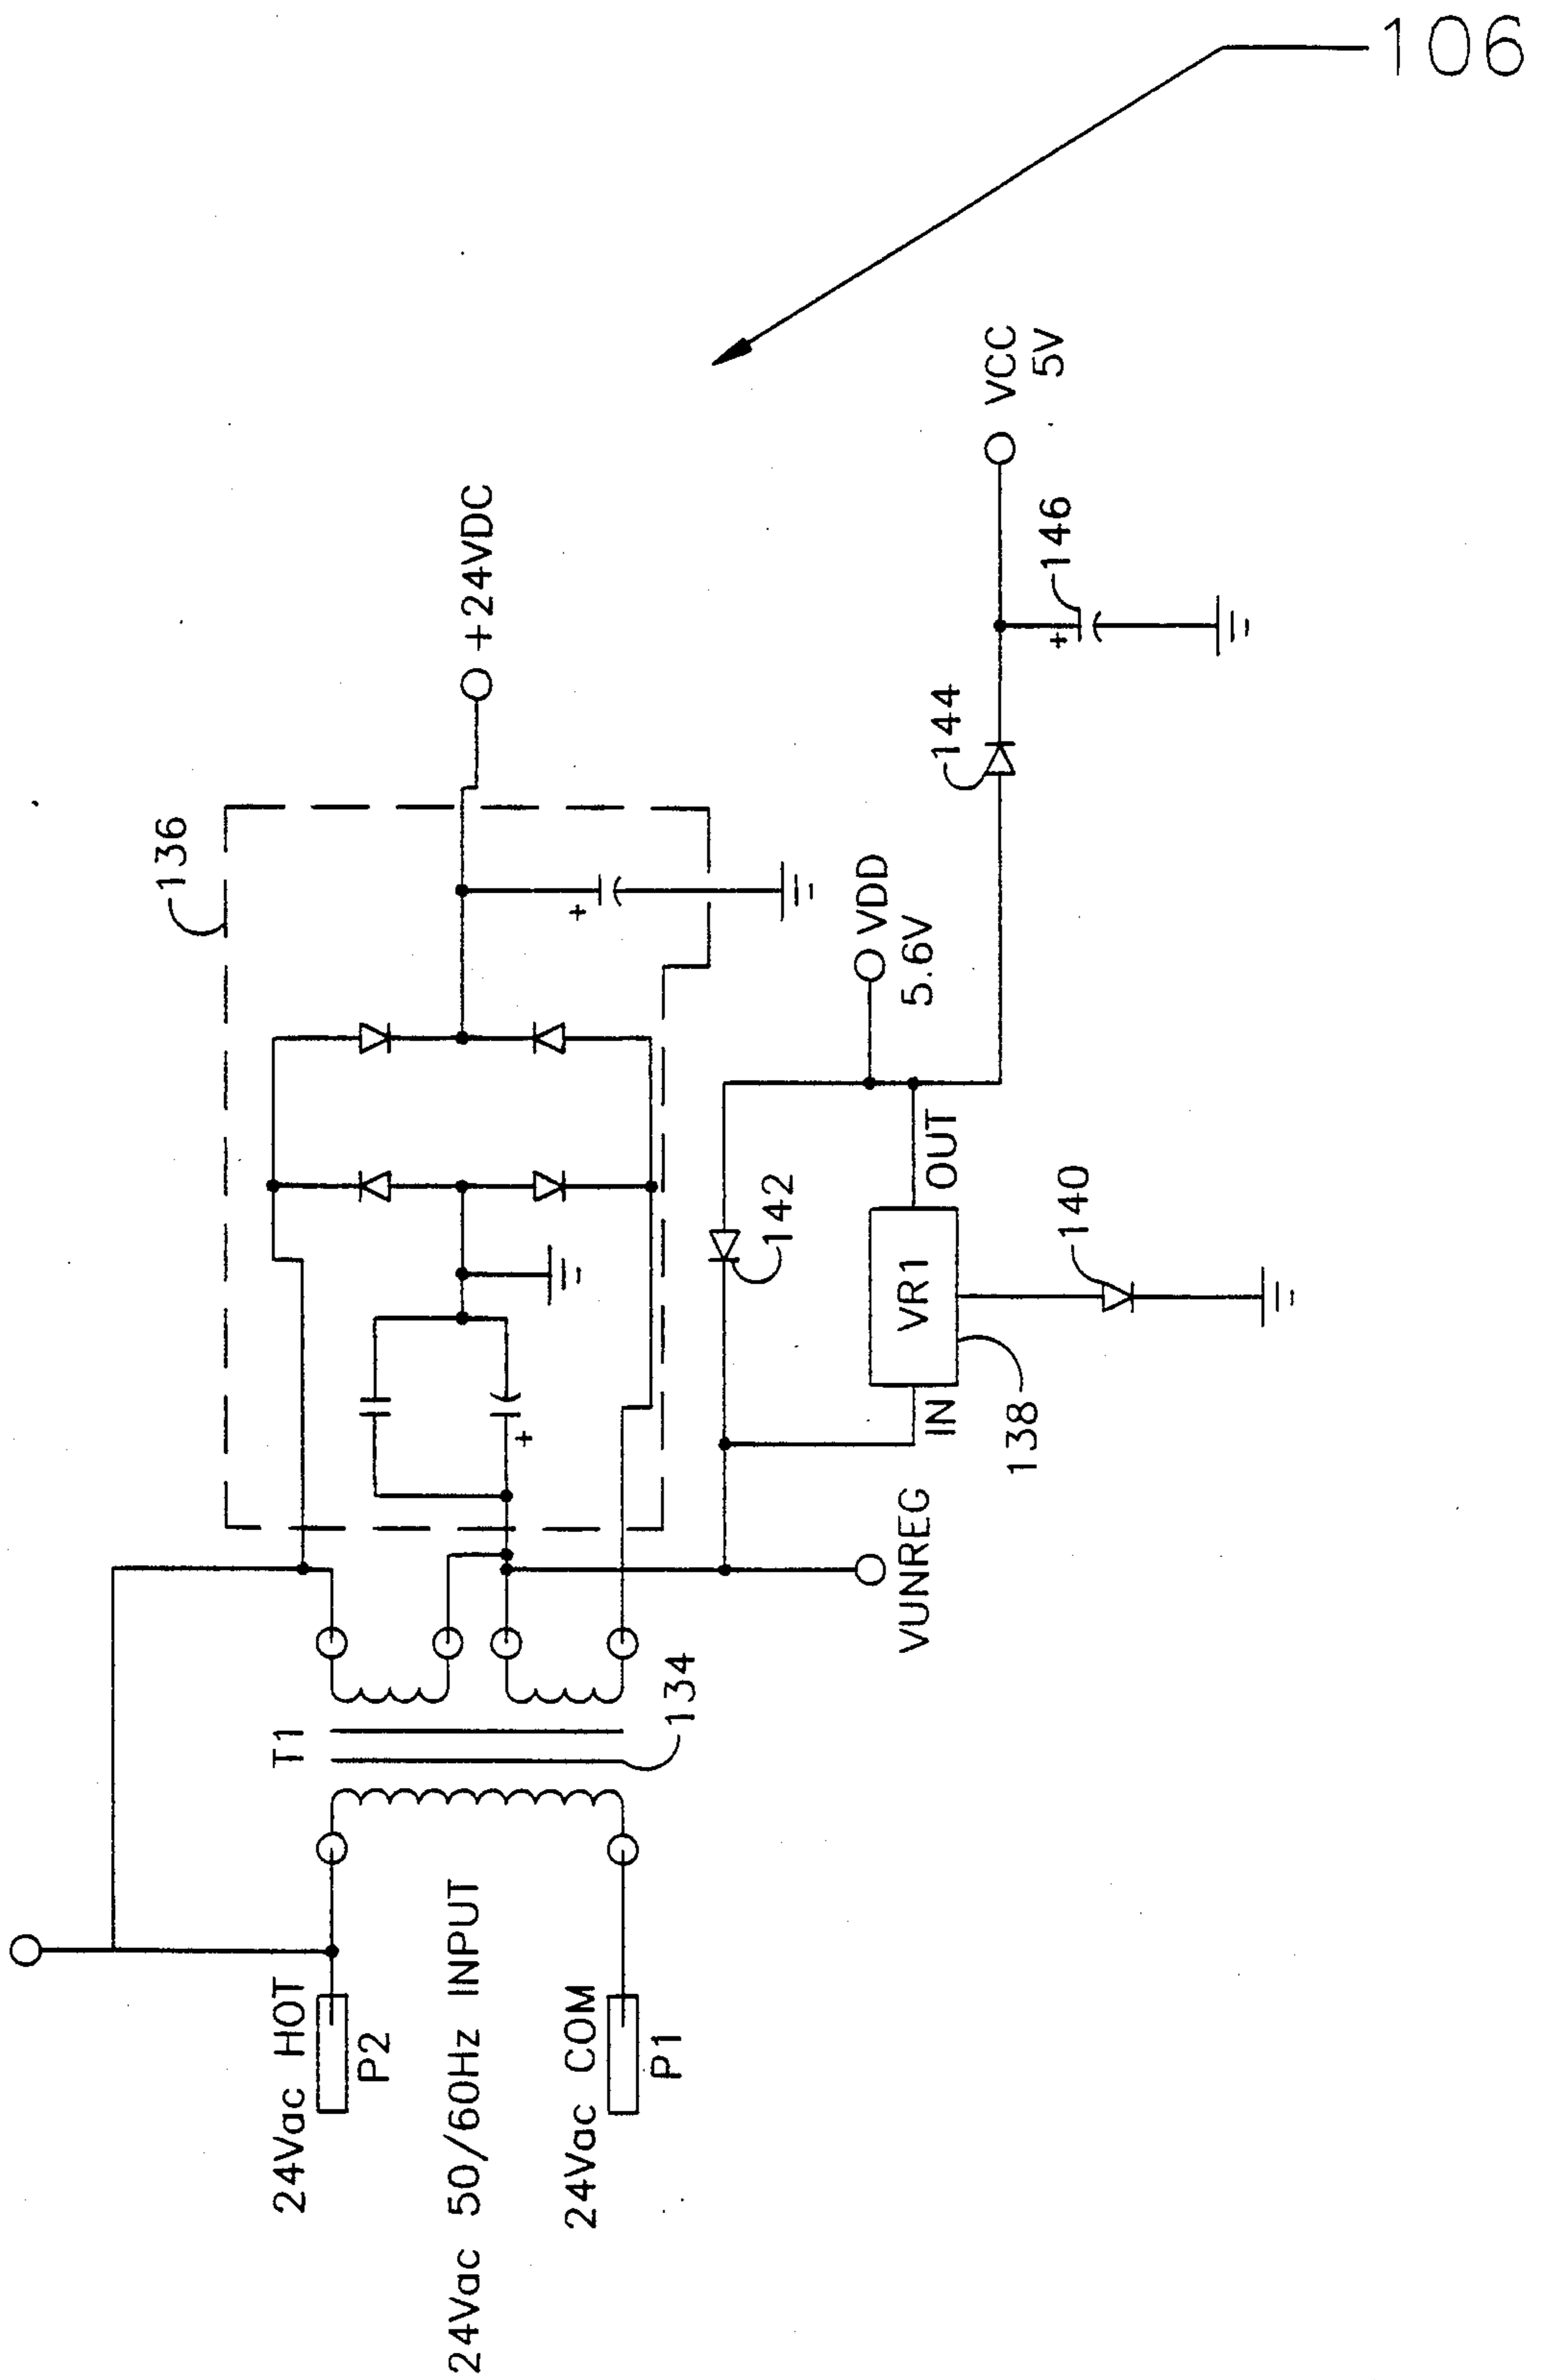 106
136
+24VDC
VCC
5V
144
146
VDD
5.6V
142
OUT
VR1
IN
140
138
VUNREG
T1
134
24Vac HOT
P2
24Vac 50/60Hz INPUT
24Vac COM
P1